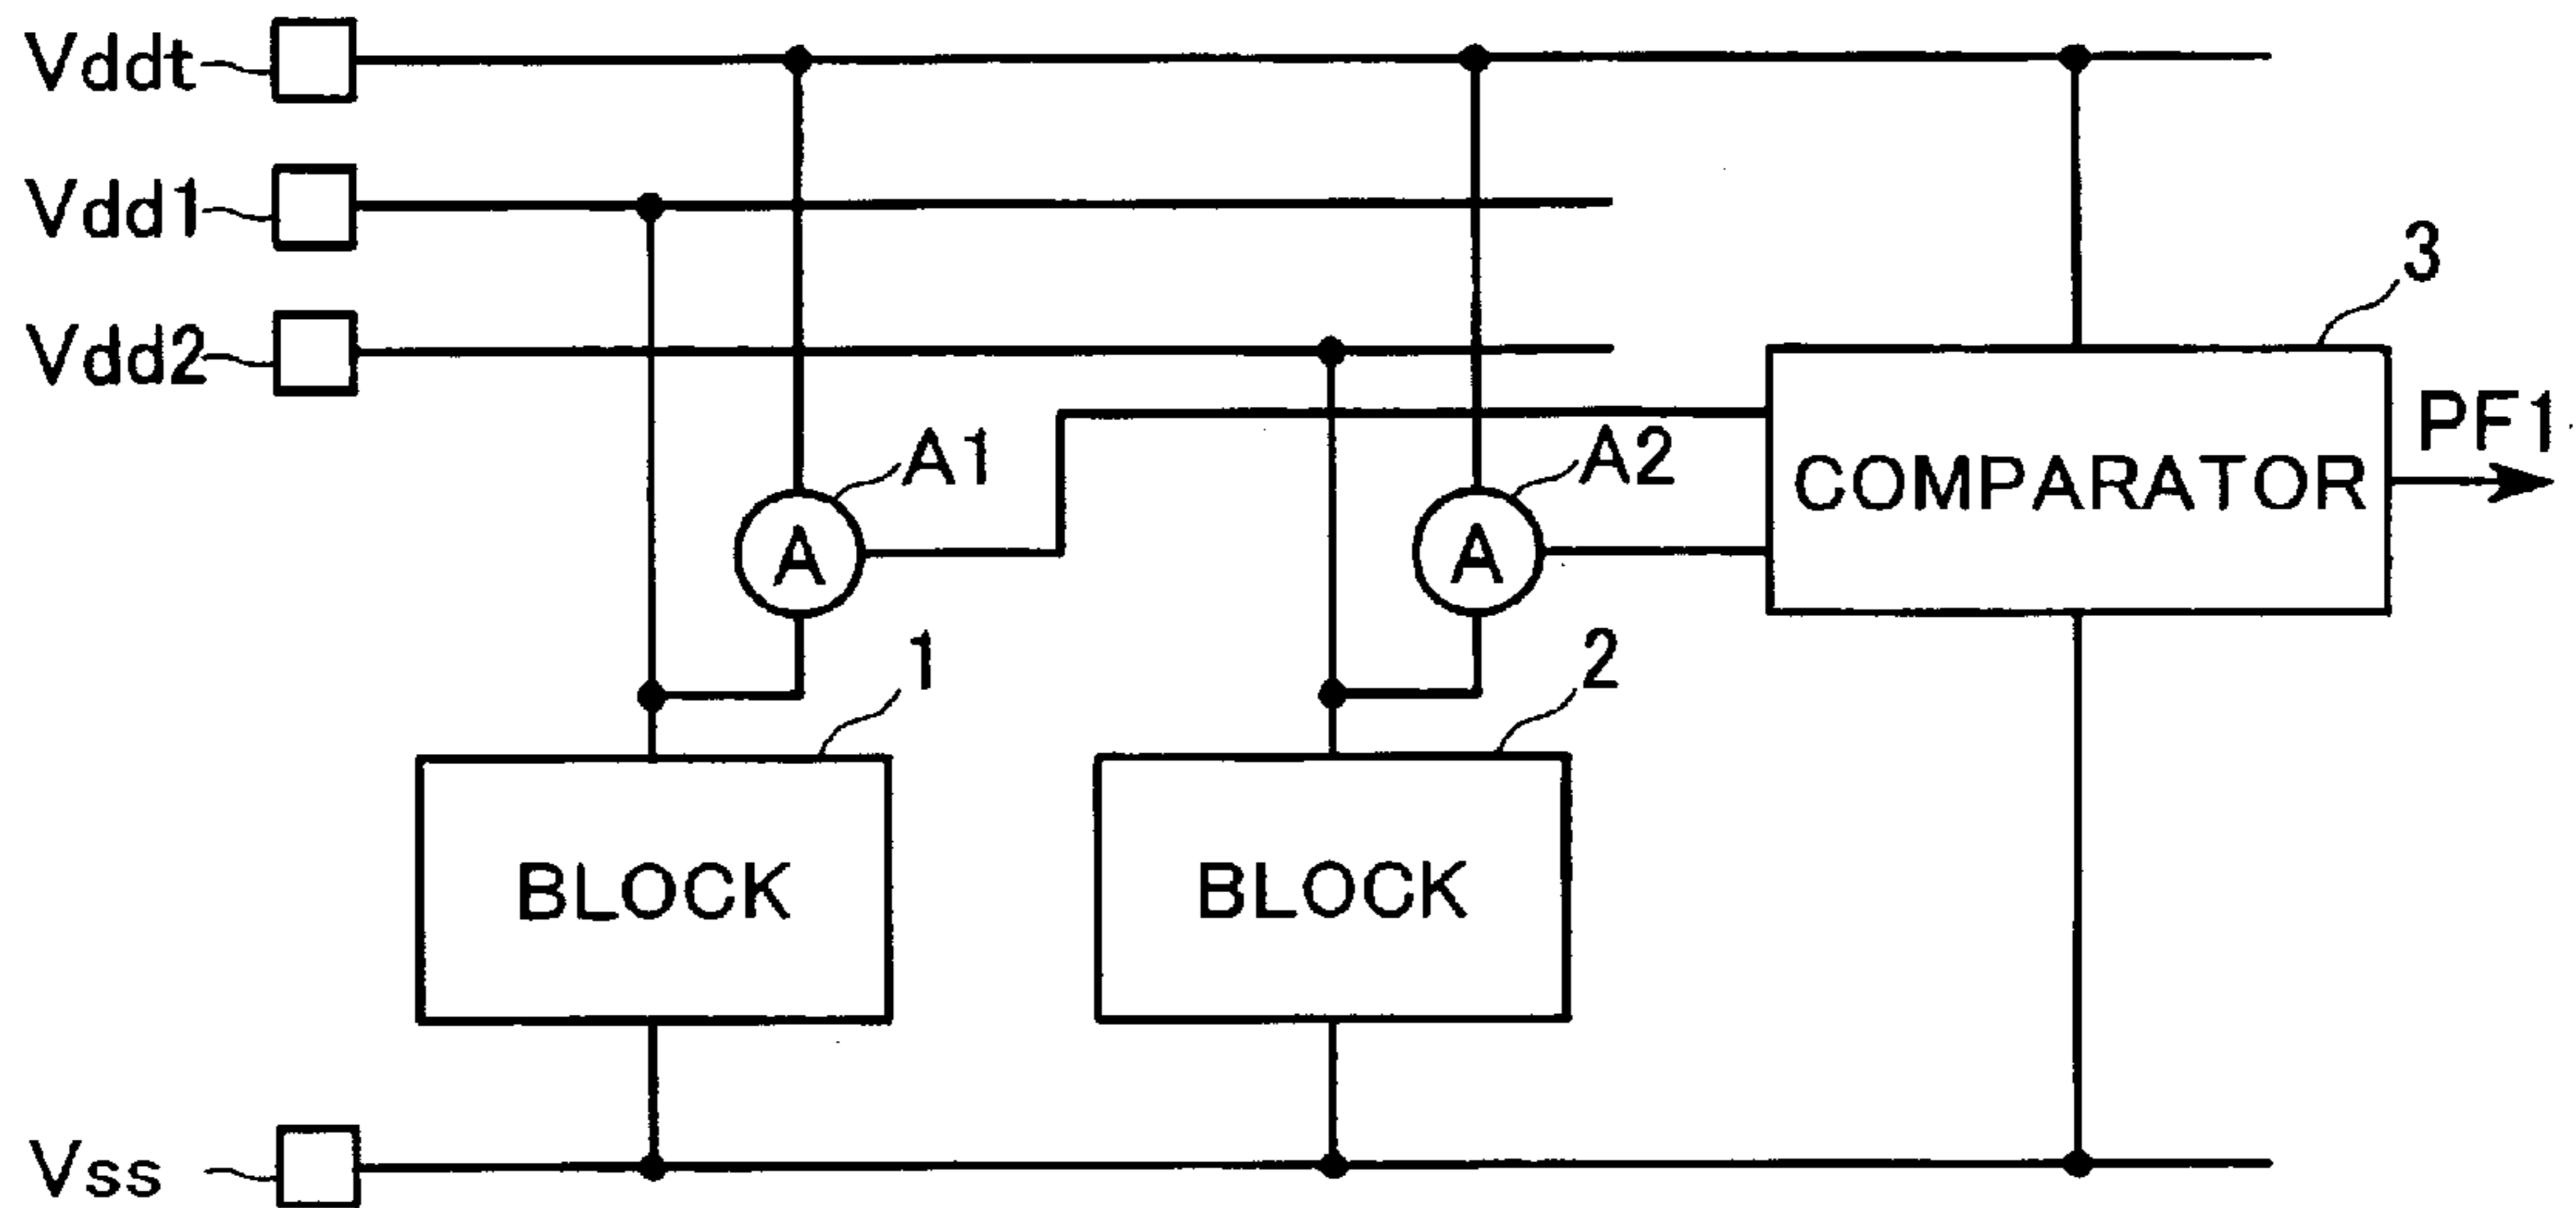 Vddt
Vdd1
Vdd2
3
PF1
A1
A2
COMPARATOR
A
A
1
2
BLOCK
BLOCK
Vss